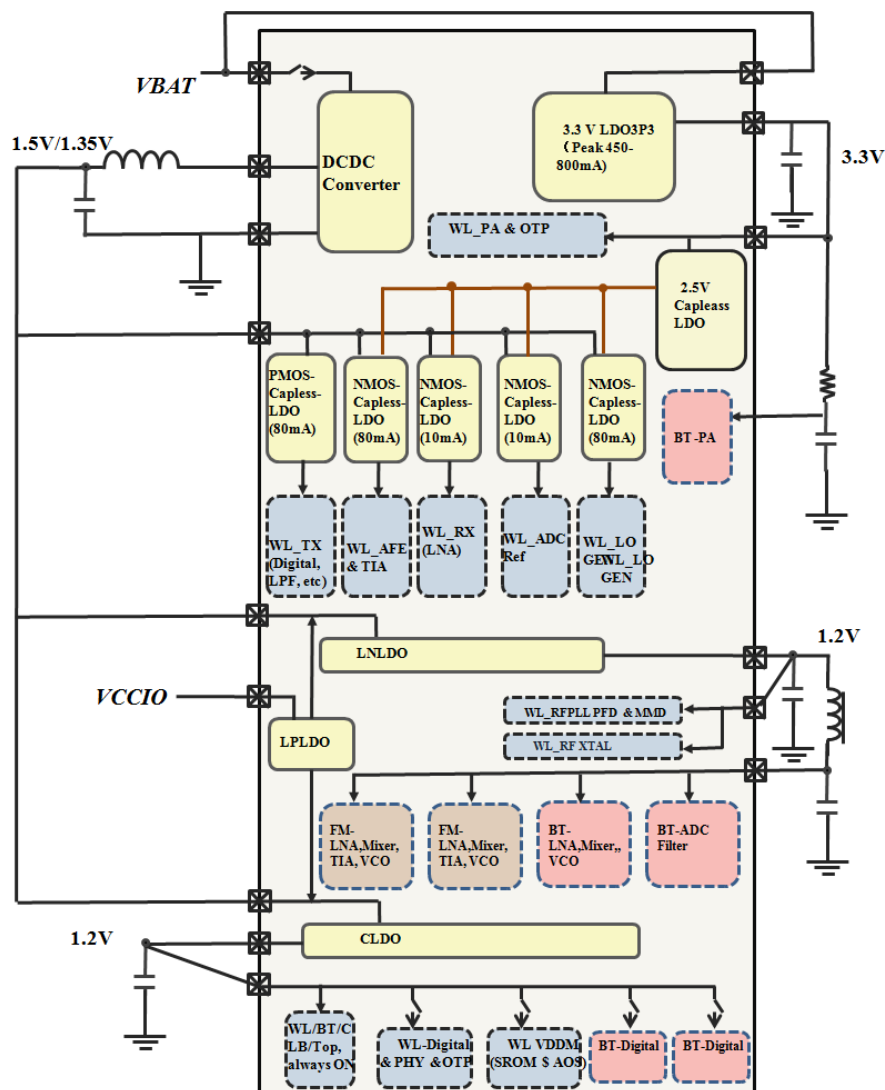 VBAT
1.5V/1.35V
DCDC
Converter
3.3 V LDO3P3
( Peak 450-
800mA)
3.3V
WL_PA & OTP
2.5V
Capleass
LDO
PMOS-
Capless-
LDO
(80mA)
NMOS-
Capless-
LDO
(80mA)
NMOS-
Capless-
LDO
(10mA)
NMOS-
Capless-
LDO
(10mA)
NMOS-
Capless-
LDO
(80mA)
BT -PA
WL_TX
(Digital,
LPF, etc)
WL_AFE
& TIA
WL_RX
(LNA)
WL_ADC
Ref
WL_LO
GEN
WL_LO
GEN
LNLDO
1.2V
VCCIO
LPLDO
WL_RFPLL PFD & MMD
WL_RF XTAL
FM-
LNA,Mixer,
TIA, VCO
FM-
LNA,Mixer,
TIA, VCO
BT-
LNA,Mixer,,
VCO
BT-ADC
Filter
1.2V
CLDO
WL/BT/C
LB/Top,
always ON
WL-Digital
& PHY &OTP
WL VDDM
(SROM $ AOS)
BT-Digital
BT-Digital